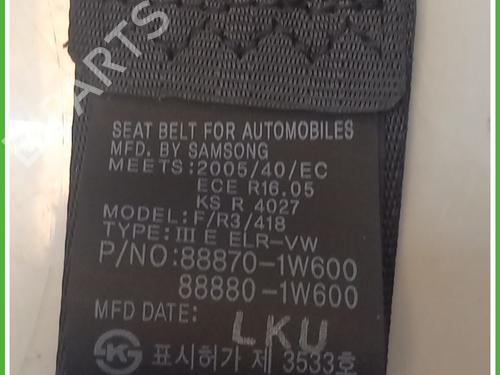 PARTS
SEAT BELT FOR AUTOMOBILES
MFD. BY SAMSONG
MEETS:2005/40/EC
ECE R16.05
KS R 4027
MODEL: F/R3/418
TYPE: III E ELR-VW
P/NO:88870-1W600
88880-1W600
MFD DATE: LKU
표시허가 제 3533호